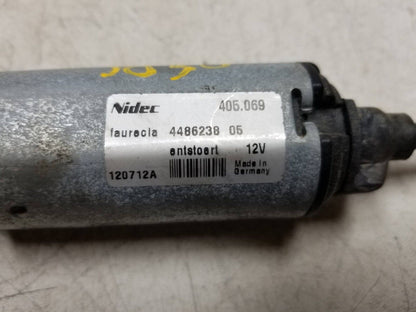 Nidec 405.069
faurecia 4486238 05
entstoert 12V
120712A Made in
Germany